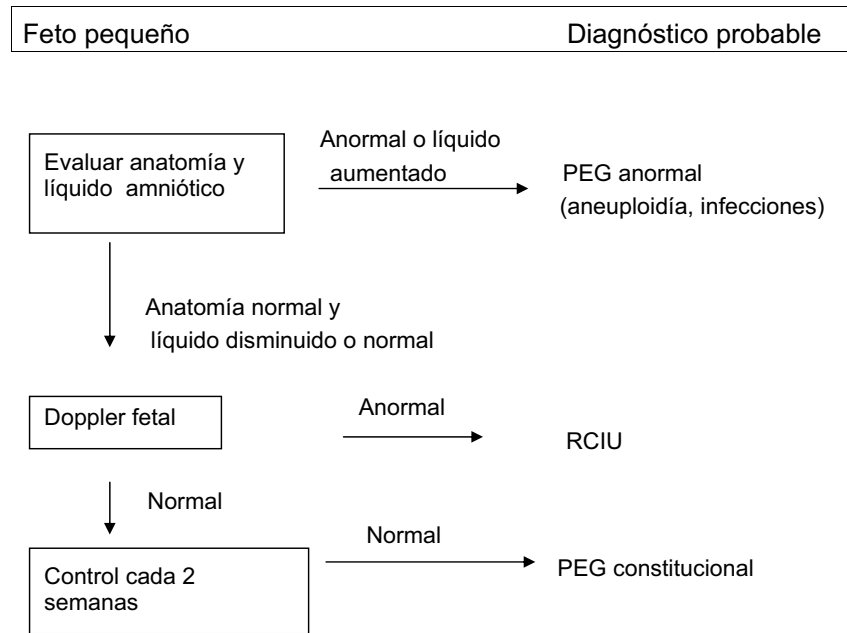 Feto pequeño Diagnóstico probable
Evaluar anatomía y
líquido amniótico
Anormal o líquido
aumentado
PEG anormal
(aneuploidía, infecciones)
Anatomía normal y
líquido disminuido o normal
Doppler fetal
Anormal
RCIU
Normal
Control cada 2
semanas
Normal
PEG constitucional